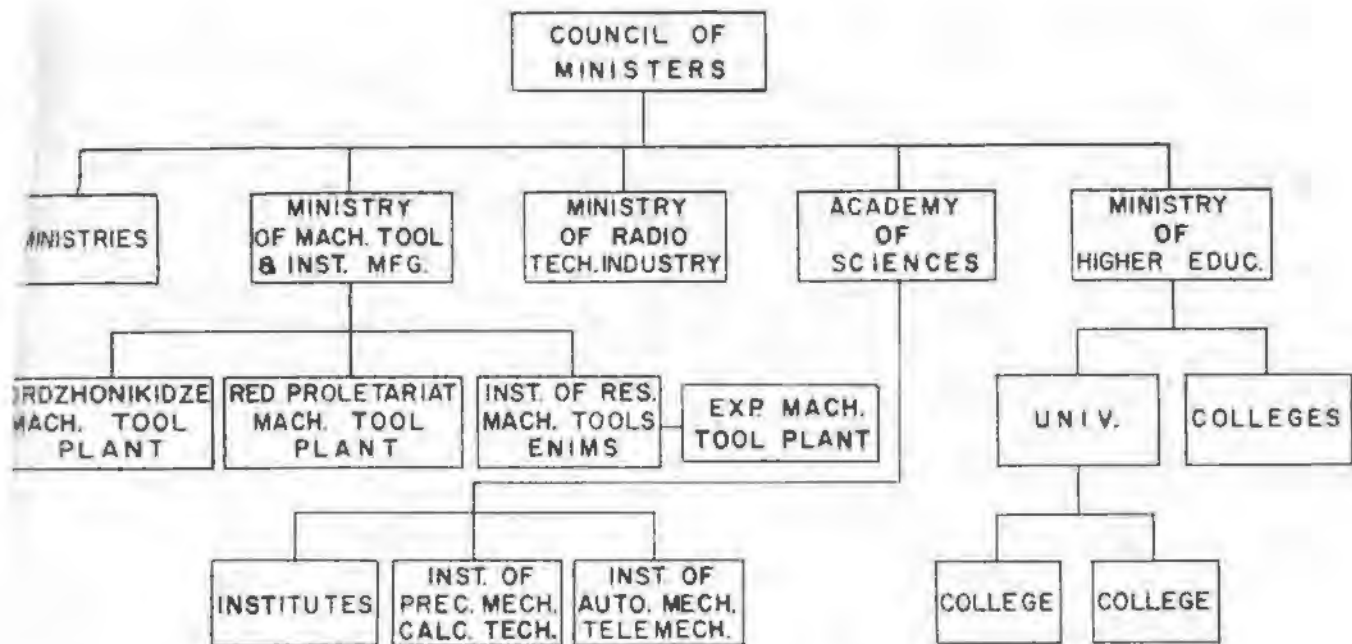 COUNCIL OF
MINISTERS
MINISTRIES
MINISTRY
OF MACH. TOOL
& INST. MFG.
MINISTRY
OF RADIO
TECH. INDUSTRY
ACADEMY
OF
SCIENCES
MINISTRY
OF
HIGHER EDUC.
ORDZHONIKIDZE
MACH. TOOL
PLANT
RED PROLETARIAT
MACH. TOOL
PLANT
INST. OF RES.
MACH. TOOLS
ENIMS
EXP. MACH.
TOOL PLANT
UNIV.
COLLEGES
INSTITUTES
INST. OF
PREC. MECH.
CALC. TECH.
INST. OF
AUTO. MECH.
TELEMECH.
COLLEGE
COLLEGE